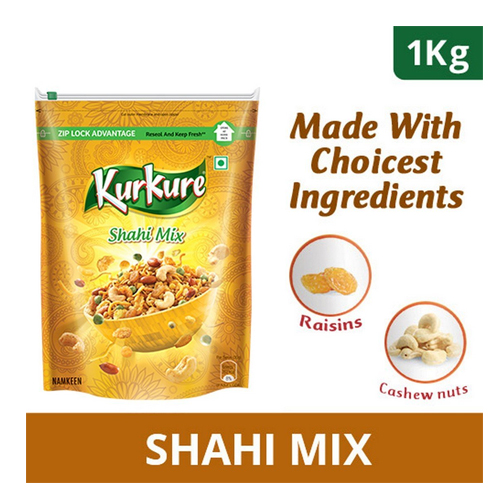 1Kg
ZIP LOCK ADVANTAGE Reseal And Keep Fresh**
Kurkure
Shahi Mix
NAMKEEN
Made With
Choicest
Ingredients
Raisins
Cashew nuts
SHAHI MIX